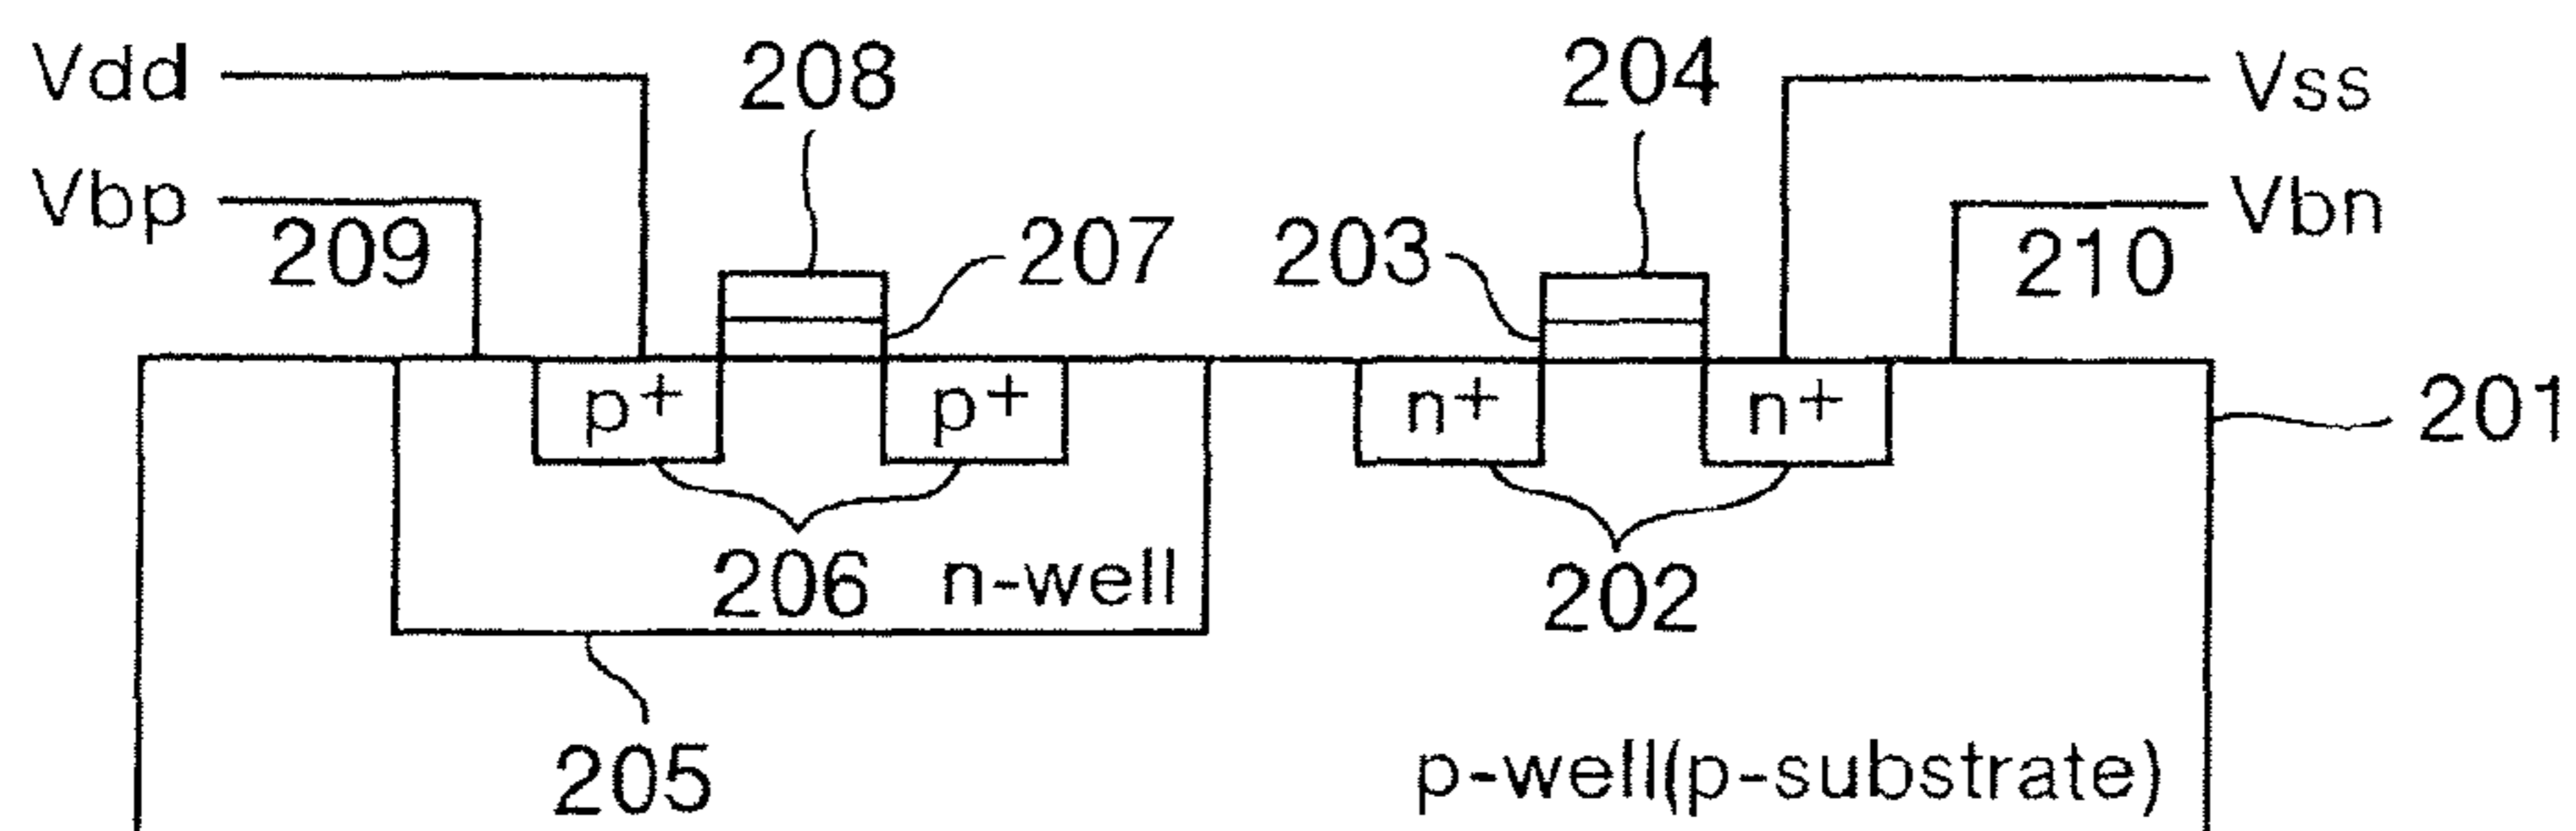 Vdd 208 204 Vss
Vbp 209 207 203 210 Vbn
p+ p+ n+ n+ 201
206 n-well 202
205 p-well(p-substrate)